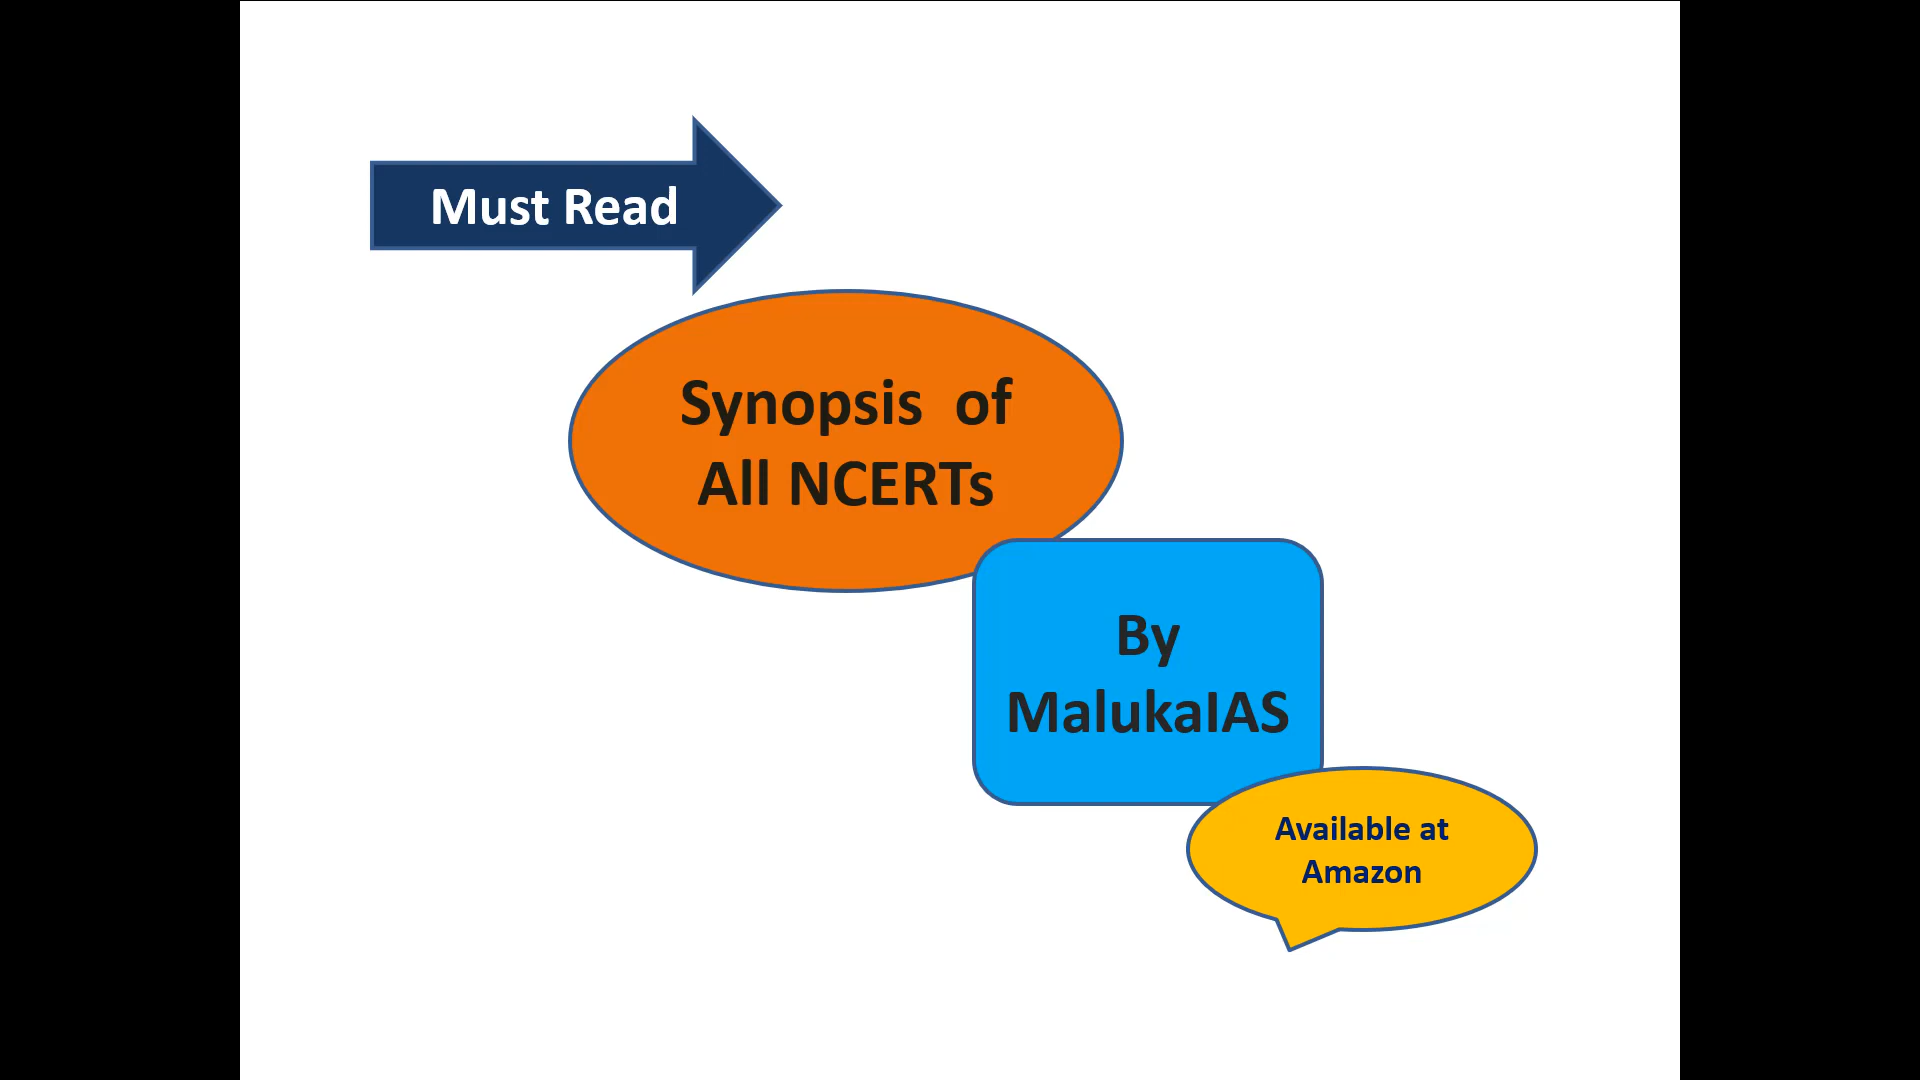 Must Read
Synopsis of
All NCERTs
By
MalukaIAS
Available at
Amazon